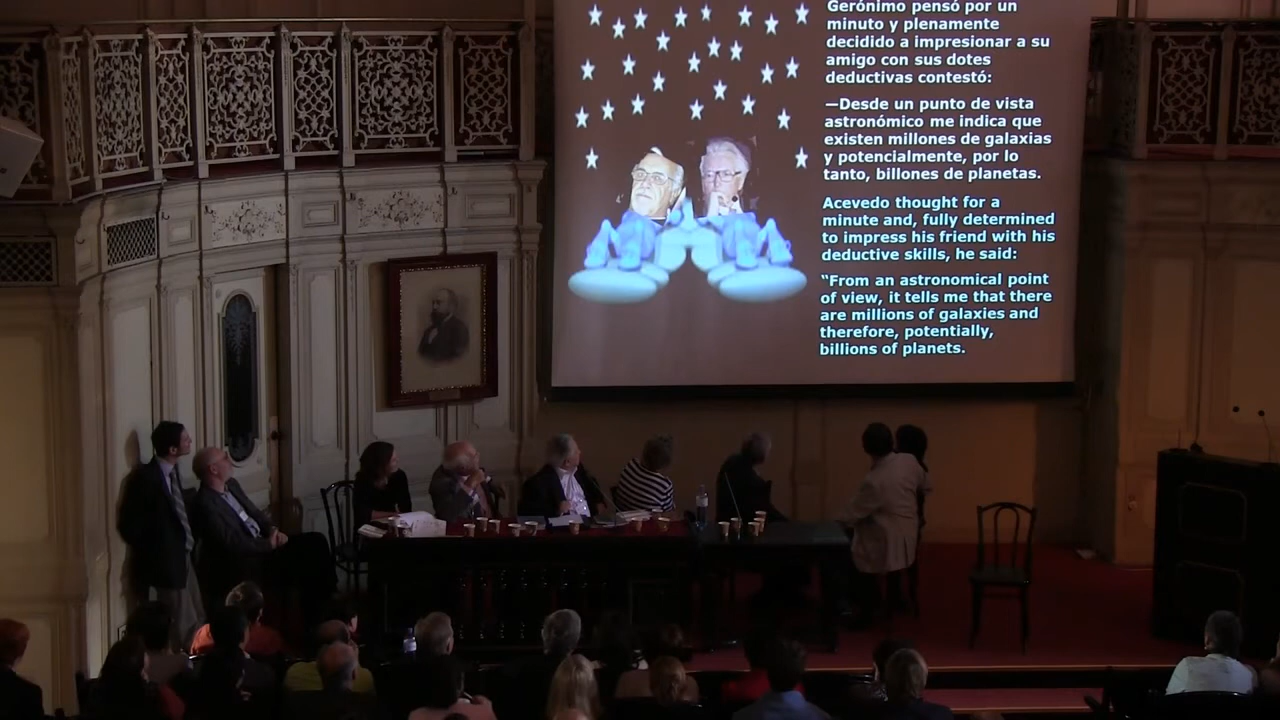 Gerónimo pensó por un
minuto y plenamente
decidido a impresionar a su
amigo con sus dotes
deductivas contestó:
—Desde un punto de vista
astronómico me indica que
existen millones de galaxias
y potencialmente, por lo
tanto, billones de planetas.
Acevedo thought for a
minute and, fully determined
to impress his friend with his
deductive skills, he said:
“From an astronomical point
of view, it tells me that there
are millions of galaxies and
therefore, potentially,
billions of planets.